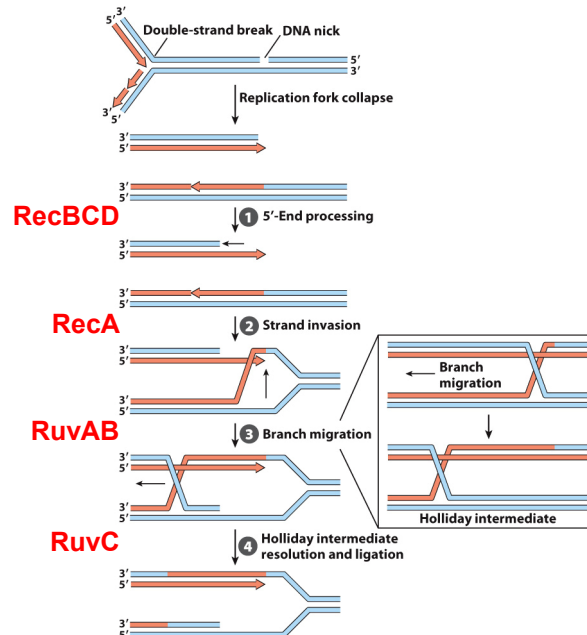 5′
3′
Double-strand break
DNA nick
5′
3′
3′
5′
Replication fork collapse
3′
5′
3′
5′
RecBCD
1 5′-End processing
3′
5′
3′
5′
RecA
2 Strand invasion
3′
5′
3′
5′
Branch
migration
RuvAB
3 Branch migration
3′
5′
3′
5′
Holliday intermediate
RuvC
4 Holliday intermediate
resolution and ligation
3′
5′
3′
5′